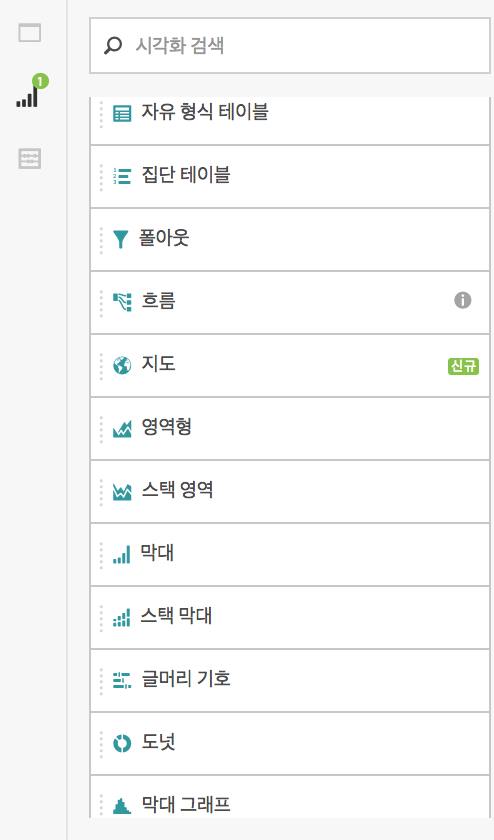 1
시각화 검색
자유 형식 테이블
집단 테이블
폴아웃
흐름
지도
신규
영역형
스택 영역
막대
스택 막대
글머리 기호
도넛
막대 그래프